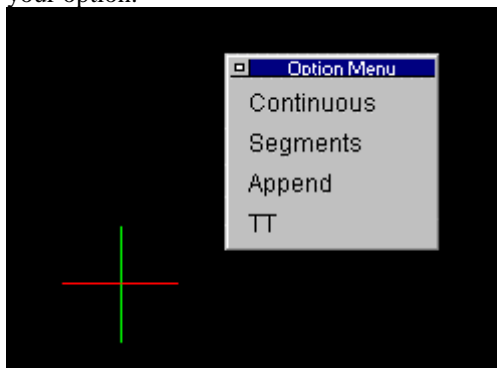 your option.
Option Menu
Continuous
Segments
Append
TT